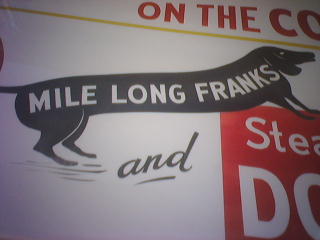 ON THE CO
MILE LONG FRANKS
and
Stea
DO